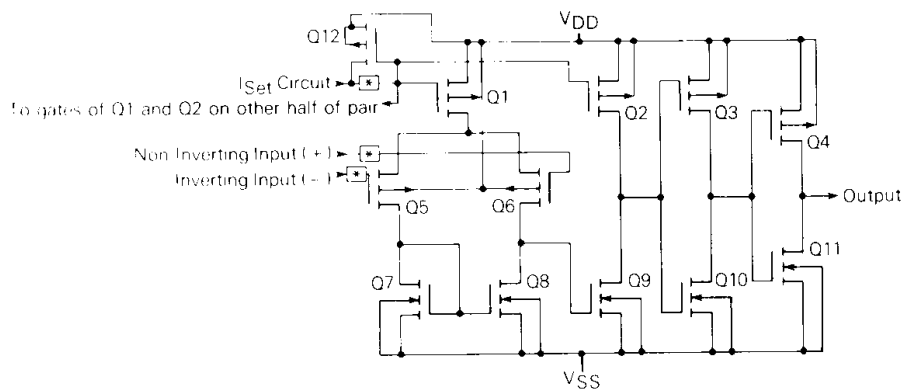 VDD
Q12
ISet Circuit
*
Q1
Q2
Q3
To gates of Q1 and Q2 on other half of pair
Q4
Non Inverting Input (+)
*
Inverting Input (−)
*
Q5
Q6
Output
Q7
Q8
Q9
Q10
Q11
VSS